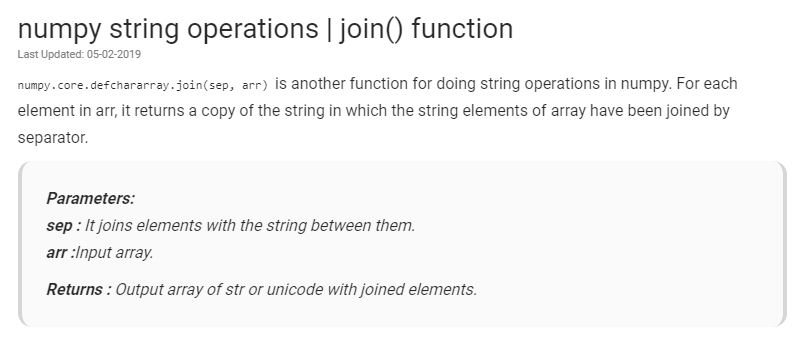 numpy string operations | join() function
Last Updated: 05-02-2019
numpy.core.defchararray.join(sep, arr) is another function for doing string operations in numpy. For each
element in arr, it returns a copy of the string in which the string elements of array have been joined by
separator.
Parameters:
sep : It joins elements with the string between them.
arr :Input array.
Returns : Output array of str or unicode with joined elements.